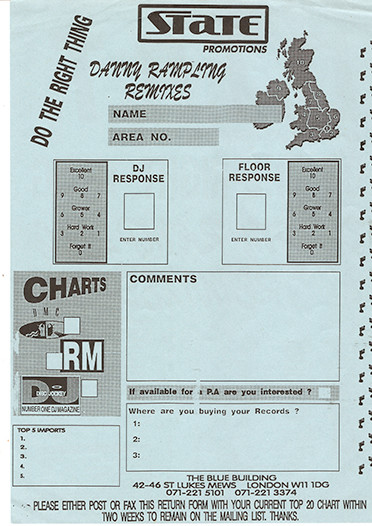 STATE
PROMOTIONS
DO THE RIGHT THING
DANNY RAMPLING
REMIXES
NAME
AREA NO.
Excellent
10
Good
9 8 7
Grower
6 5 4
Hard Work
3 2 1
Forget it
0
DJ
RESPONSE
ENTER NUMBER
FLOOR
RESPONSE
ENTER NUMBER
Excellent
10
Good
9 8 7
Grower
6 5 4
Hard Work
3 2 1
Forget It
0
CHARTS
RM
DJ
DISC JOCKEY
NUMBER ONE DJ MAGAZINE
TOP 5 IMPORTS
1.
2.
3.
4.
5.
COMMENTS
If available for a P.A are you interested ?
Where are you buying your Records ?
1:
2:
3:
THE BLUE BUILDING
42-46 ST LUKES MEWS LONDON W11 1DG
071-221 5101 071-221 3374
PLEASE EITHER POST OR FAX THIS RETURN FORM WITH YOUR CURRENT TOP 20 CHART WITHIN
TWO WEEKS TO REMAIN ON THE MAILING LIST. THANKS.